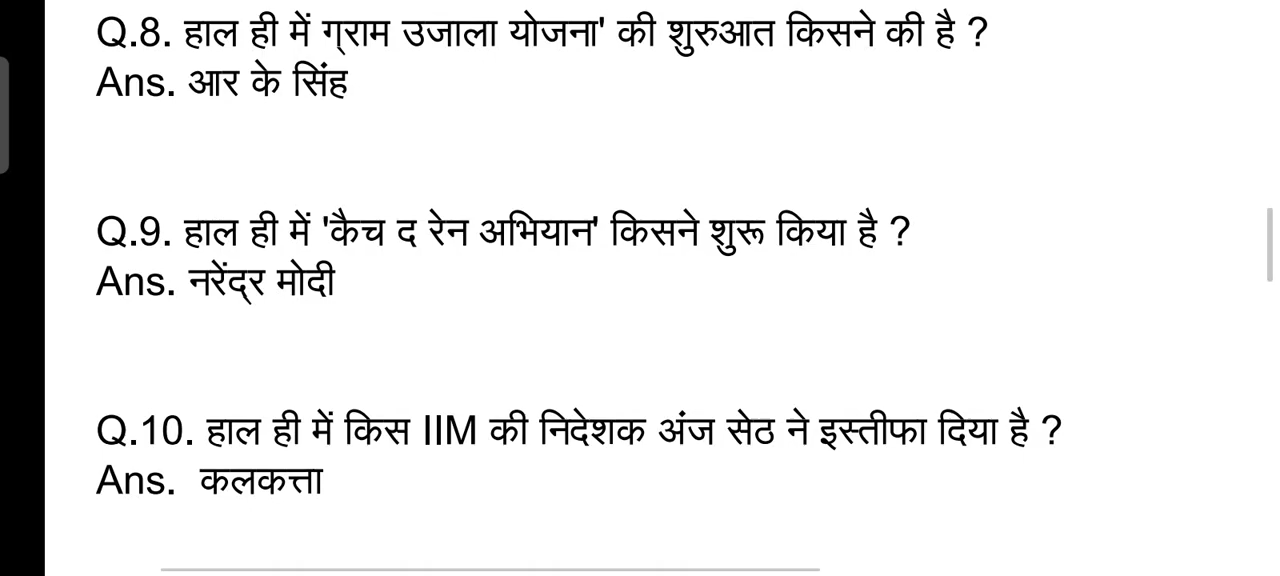 Q.8. हाल ही में ग्राम उजाला योजना' की शुरुआत किसने की है ?
Ans. आर के सिंह
Q.9. हाल ही में 'कैच द रेन अभियान' किसने शुरू किया है ?
Ans. नरेंद्र मोदी
Q.10. हाल ही में किस IIM की निदेशक अंज सेठ ने इस्तीफा दिया है ?
Ans. कलकत्ता